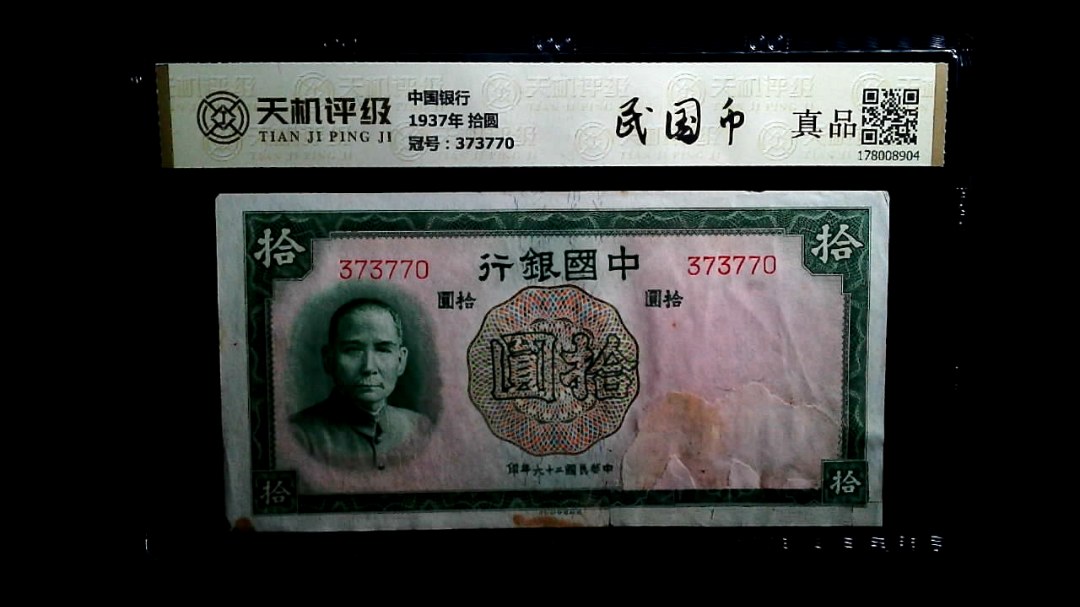 天机评级
TIAN JI PING JI
中国银行
1937年 拾圆
冠号：373770
民国币
真品
178008904
拾
拾
行銀國中
373770
373770
圓拾
圓拾
圓拾
印年六十二國民華中
拾
拾